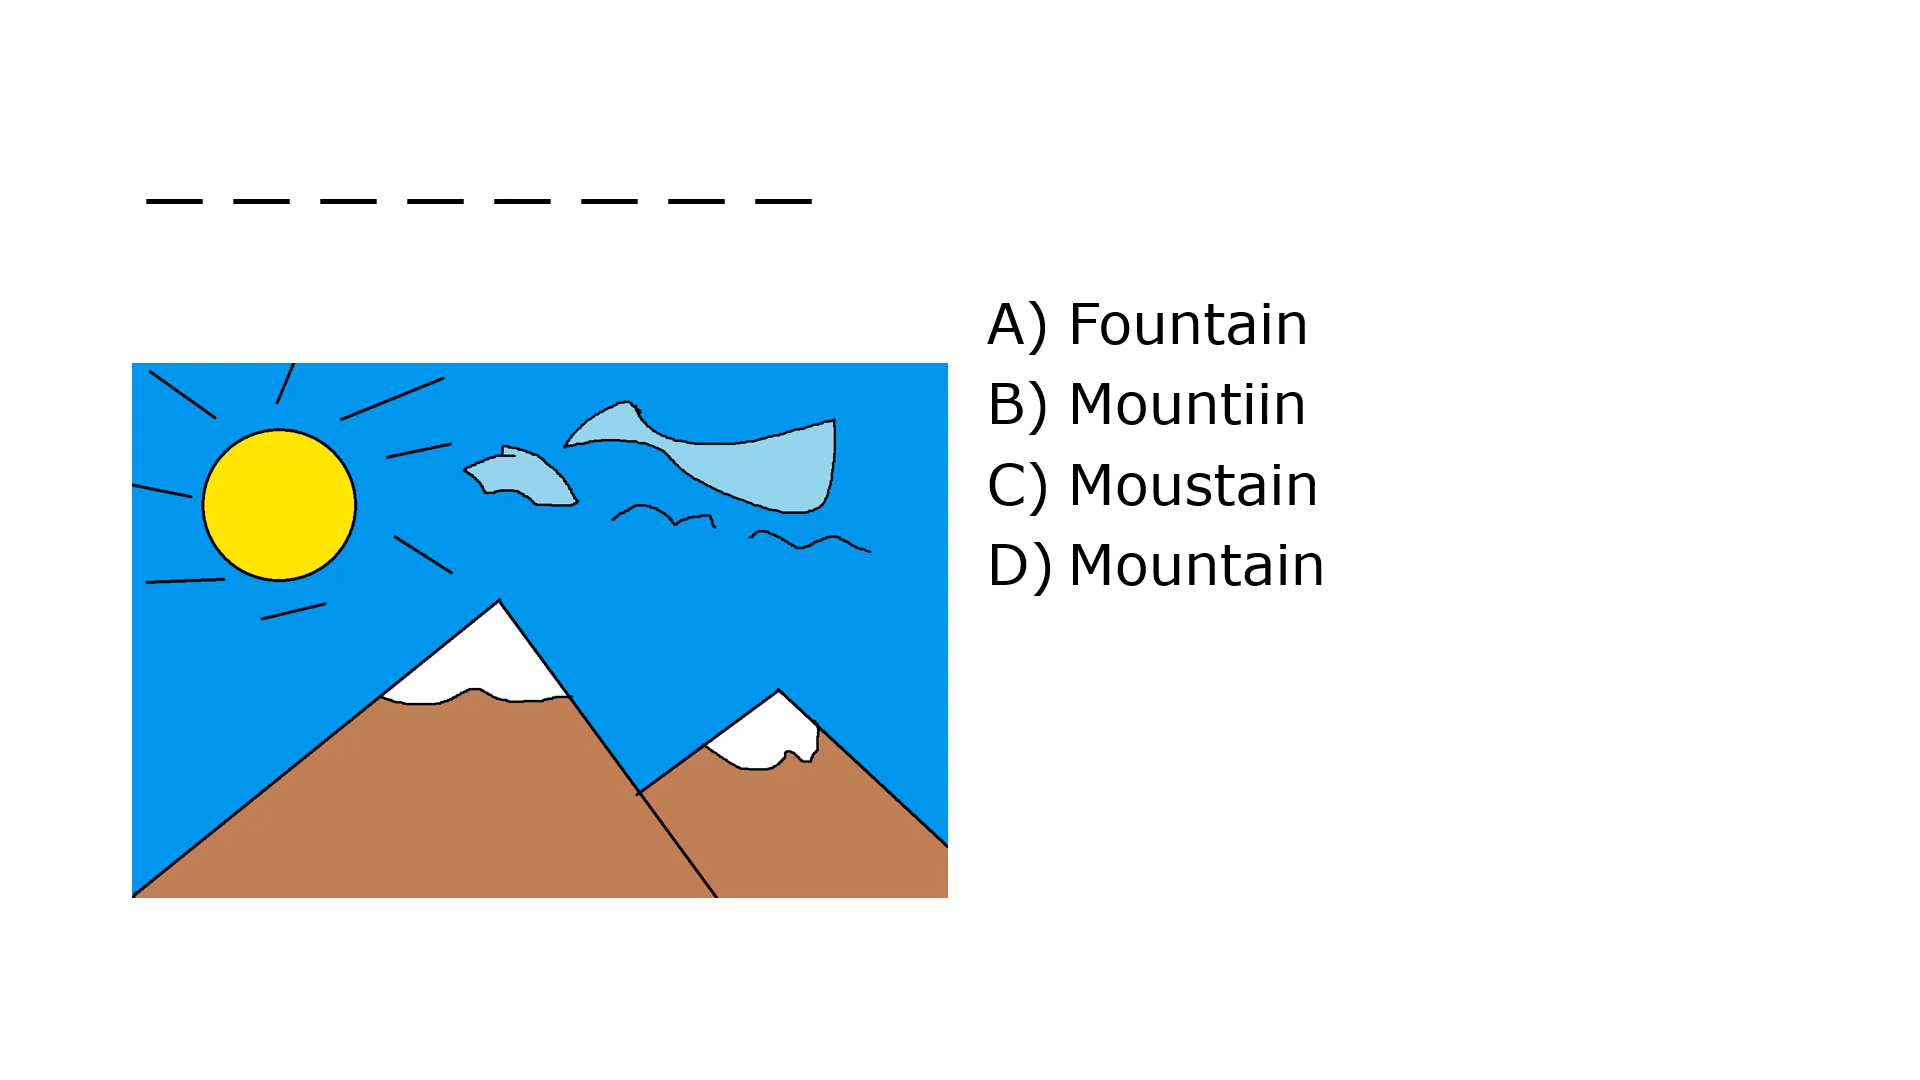 _ _ _ _ _ _ _ _
A) Fountain
B) Mountiin
C) Moustain
D) Mountain